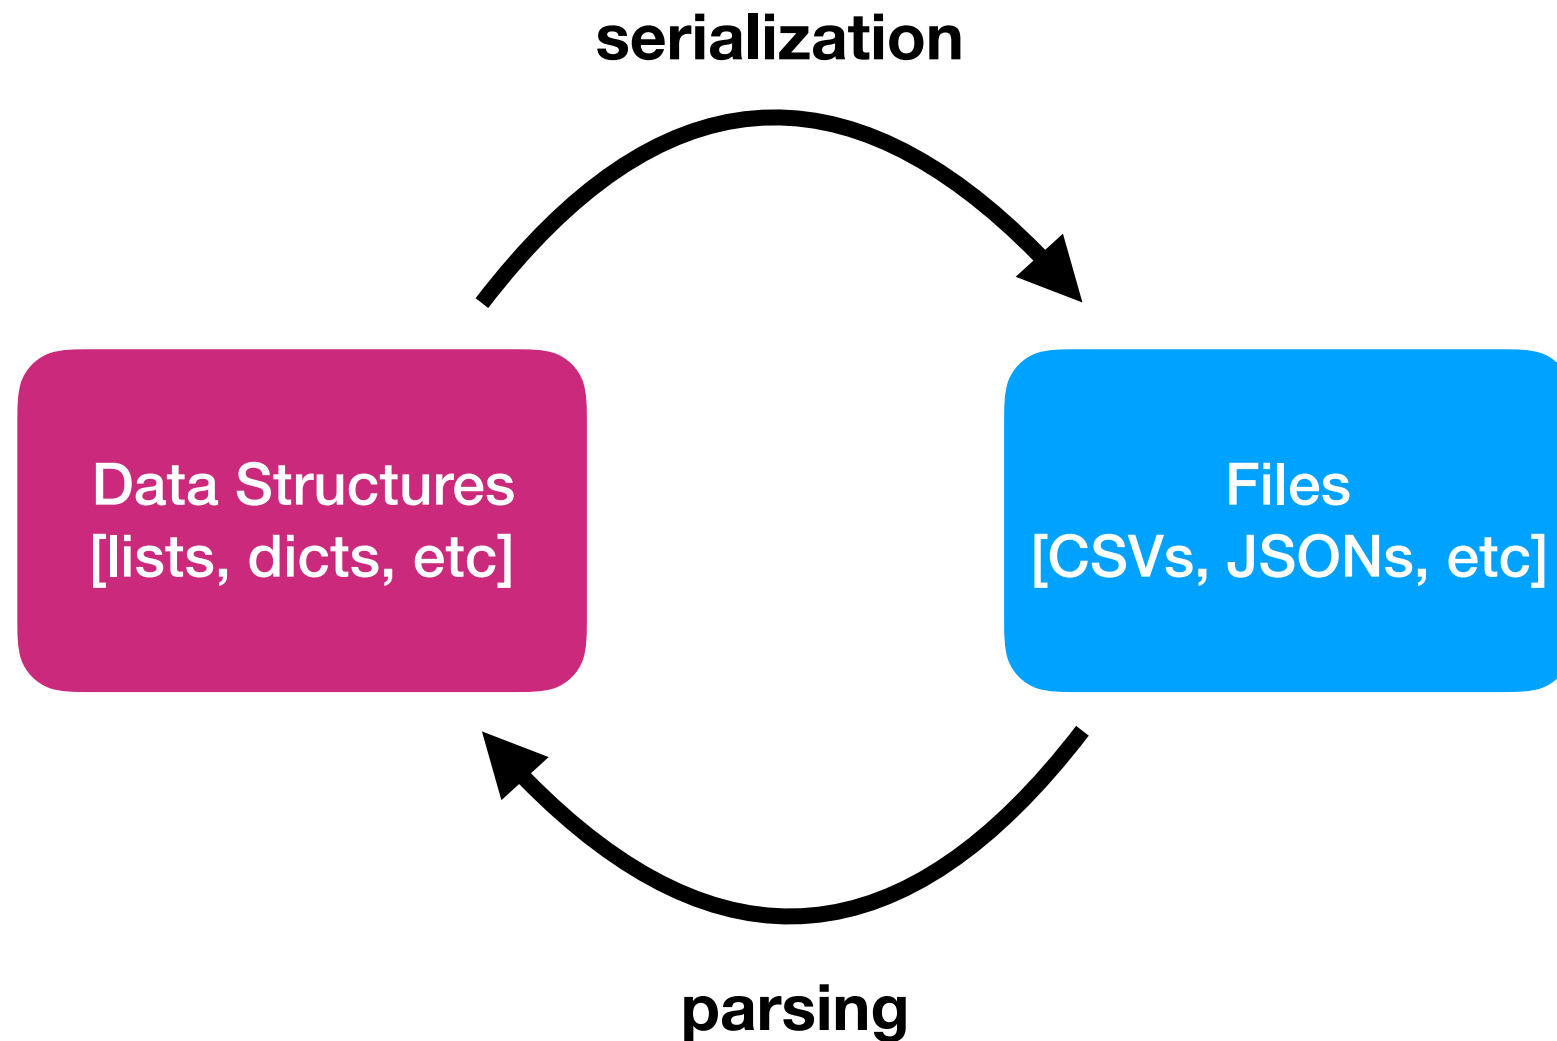 serialization
Data Structures
[lists, dicts, etc]
Files
[CSVs, JSONs, etc]
parsing